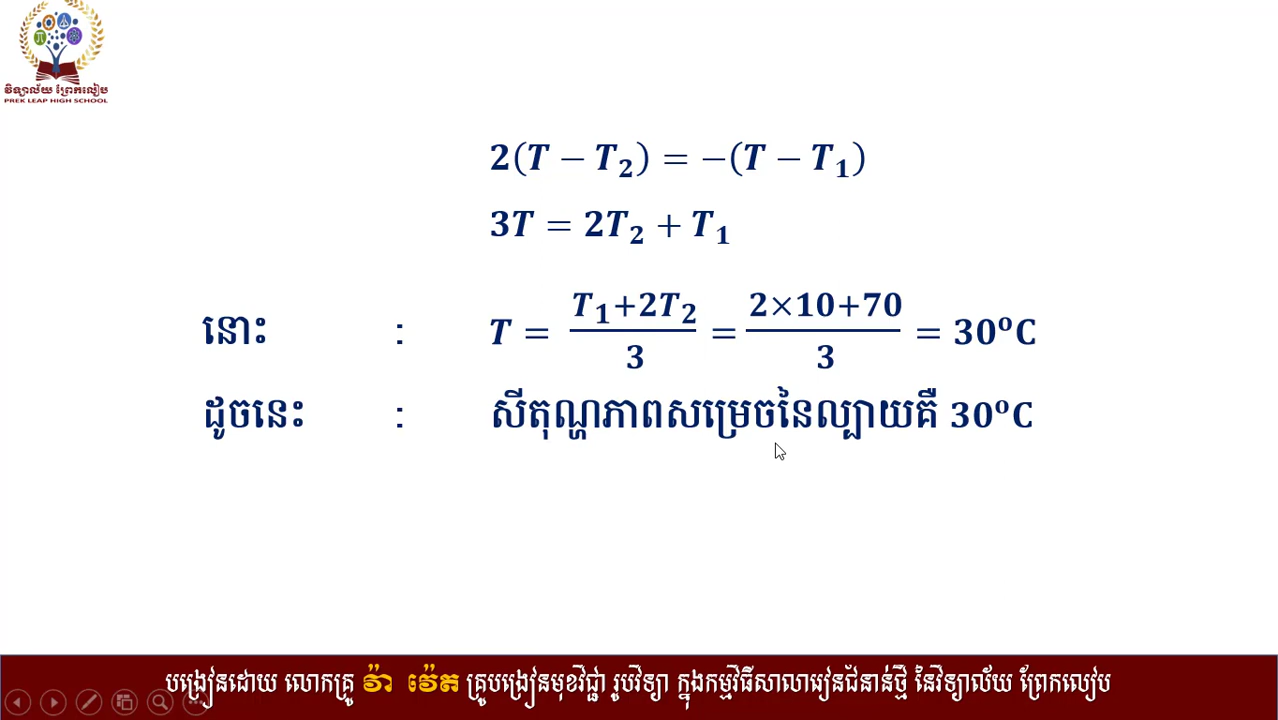 វិទ្យាល័យ ព្រែកលៀប
PREK LEAP HIGH SCHOOL
2(T − T₂) = −(T − T₁)
3T = 2T₂ + T₁
នោះ : T = (T₁+2T₂)/3 = (2×10+70)/3 = 30°C
ដូចនេះ : សីតុណ្ហភាពសម្រេចនៃល្បាយគឺ 30°C
បង្រៀនដោយ លោកគ្រូ វ៉ា វ៉េត គ្រូបង្រៀនមុខវិជ្ជា រូបវិទ្យា ក្នុងកម្មវិធីសាលារៀនជំនាន់ថ្មី នៃវិទ្យាល័យ ព្រែកលៀប